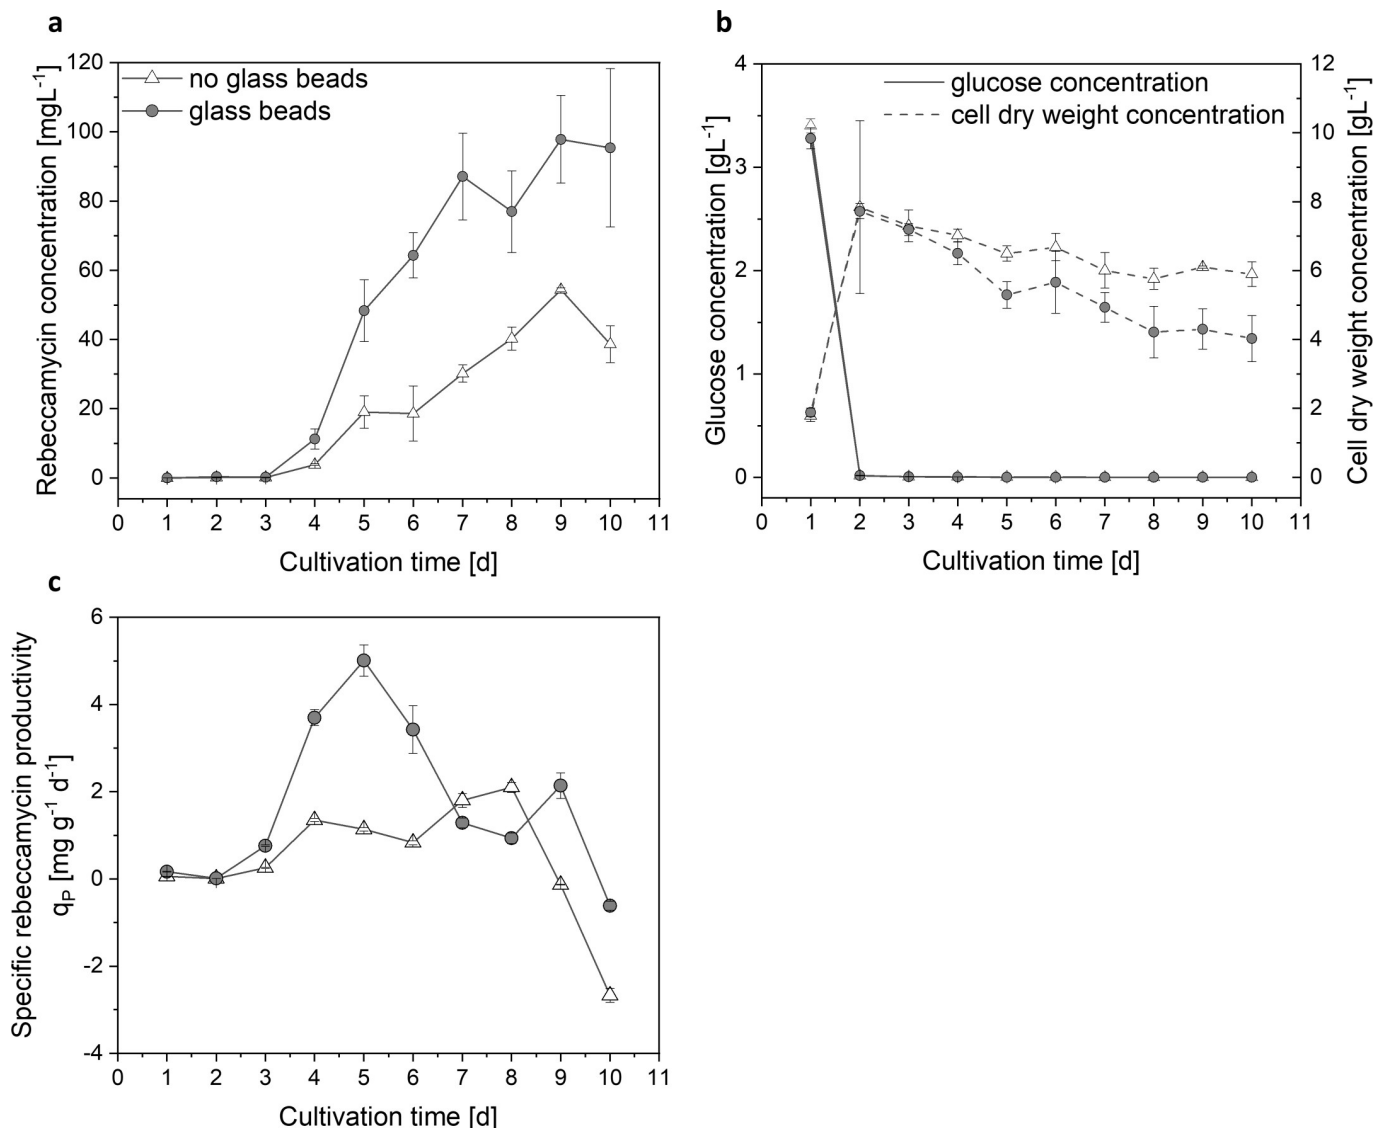 a
Rebeccamycin concentration [mgL⁻¹]
120
100
80
60
40
20
0
no glass beads
glass beads
0 1 2 3 4 5 6 7 8 9 10 11
Cultivation time [d]
b
Glucose concentration [gL⁻¹]
4
3
2
1
0
glucose concentration
cell dry weight concentration
12
10
8
6
4
2
0
Cell dry weight concentration [gL⁻¹]
0 1 2 3 4 5 6 7 8 9 10 11
Cultivation time [d]
c
Specific rebeccamycin productivity
qP [mg g⁻¹ d⁻¹]
6
4
2
0
-2
-4
0 1 2 3 4 5 6 7 8 9 10 11
Cultivation time [d]